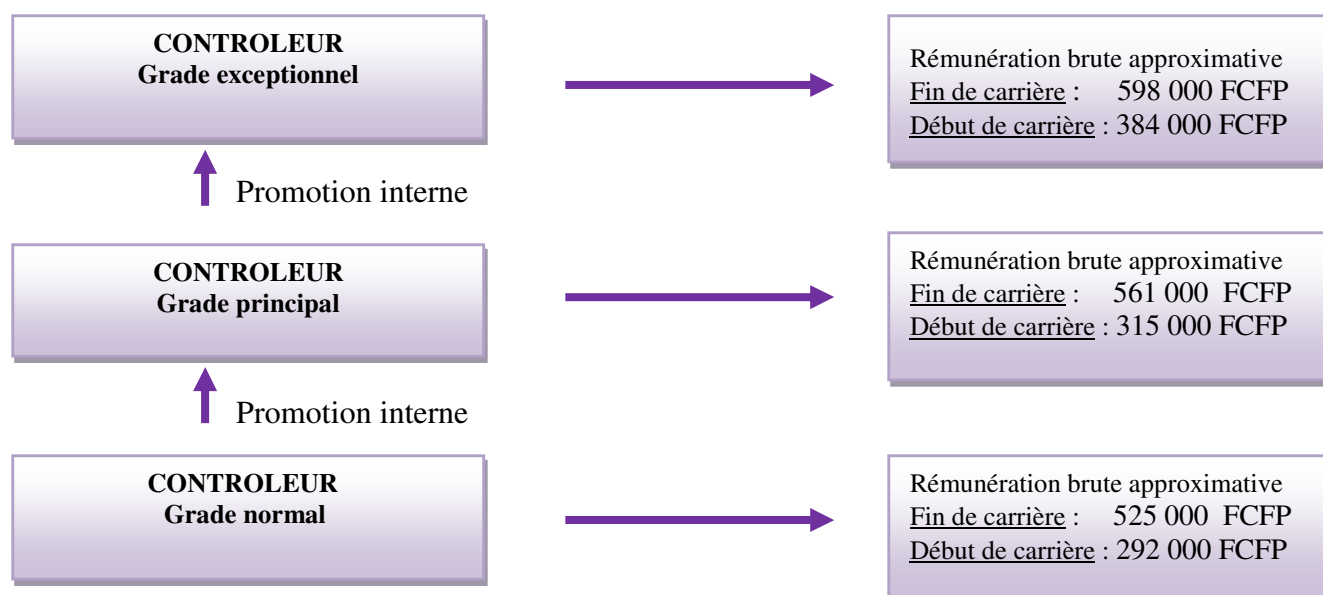 CONTROLEUR
Grade exceptionnel
Rémunération brute approximative
Fin de carrière : 598 000 FCFP
Début de carrière : 384 000 FCFP
Promotion interne
CONTROLEUR
Grade principal
Rémunération brute approximative
Fin de carrière : 561 000 FCFP
Début de carrière : 315 000 FCFP
Promotion interne
CONTROLEUR
Grade normal
Rémunération brute approximative
Fin de carrière : 525 000 FCFP
Début de carrière : 292 000 FCFP